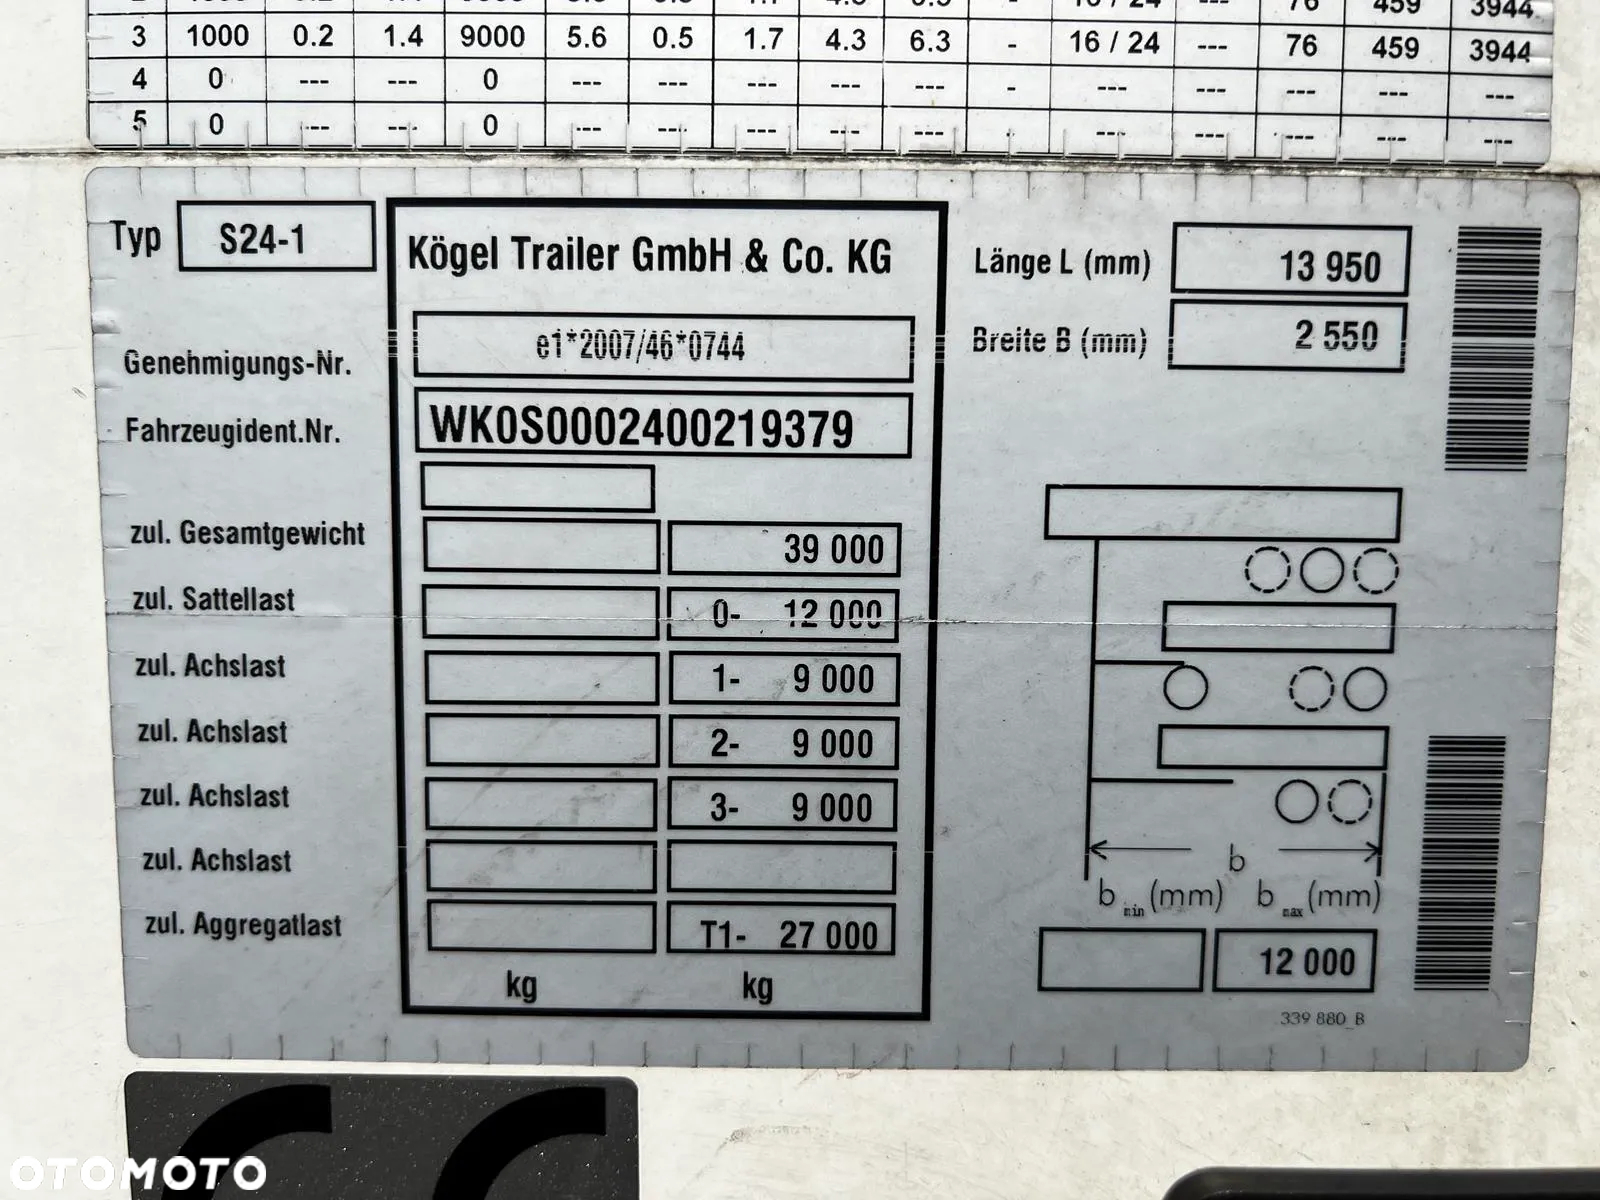 3 1000 0.2 1.4 9000 5.6 0.5 1.7 4.3 6.3 - 16 / 24 --- 76 459 3944
4 0 --- --- 0 --- --- --- --- --- - --- --- --- --- ---
5 0 --- --- 0 --- --- --- --- --- - --- --- --- --- ---
Typ S24-1
Kögel Trailer GmbH & Co. KG
Länge L (mm) 13 950
Breite B (mm) 2 550
Genehmigungs-Nr. e1*2007/46*0744
Fahrzeugident.Nr. WK0S0002400219379
zul. Gesamtgewicht 39 000
zul. Sattellast 0- 12 000
zul. Achslast 1- 9 000
zul. Achslast 2- 9 000
zul. Achslast 3- 9 000
zul. Achslast
zul. Aggregatlast T1- 27 000
kg kg
b
b min (mm) b max (mm)
12 000
339 880_B
OTOMOTO